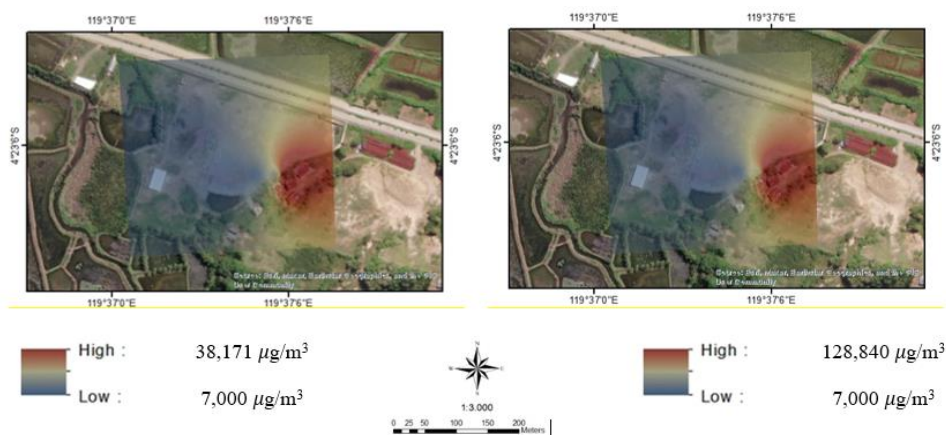 119°37'0"E 119°37'6"E
4°23'6"S
4°23'6"S
119°37'0"E 119°37'6"E
119°37'0"E 119°37'6"E
4°23'6"S
4°23'6"S
119°37'0"E 119°37'6"E
High : 38,171 µg/m³
Low : 7,000 µg/m³
N
1:3.000
0 25 50 100 150 200
Meters
High : 128,840 µg/m³
Low : 7,000 µg/m³